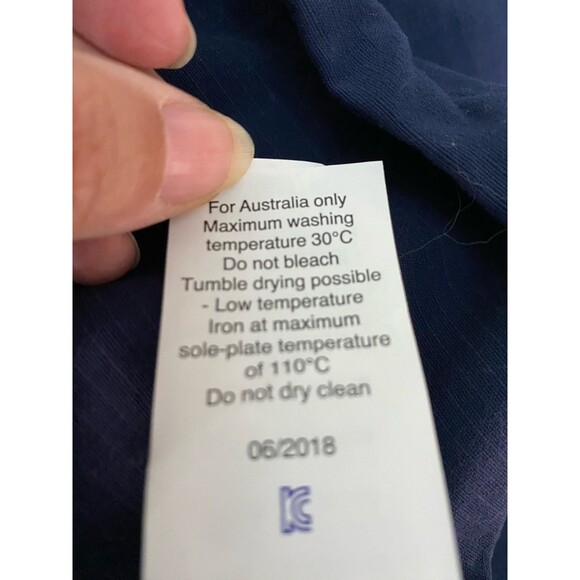 For Australia only
Maximum washing
temperature 30°C
Do not bleach
Tumble drying possible
- Low temperature
Iron at maximum
sole-plate temperature
of 110°C
Do not dry clean
06/2018
KC